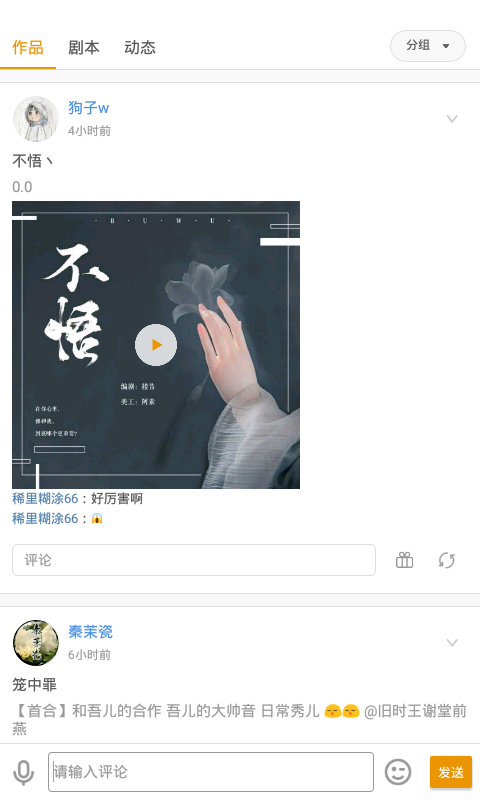 作品 剧本 动态 分组
狗子w
4小时前
不悟丶
0.0
B U W U
不悟
编剧：棱昔
美工：阿素
在你心里，
佛和我，
到底哪个更重要？
稀里糊涂66：好厉害啊
稀里糊涂66：😱
评论
秦茉瓷
6小时前
笼中罪
【首合】和吾儿的合作 吾儿的大帅音 日常秀儿 😏😏 @旧时王谢堂前
燕
请输入评论 发送